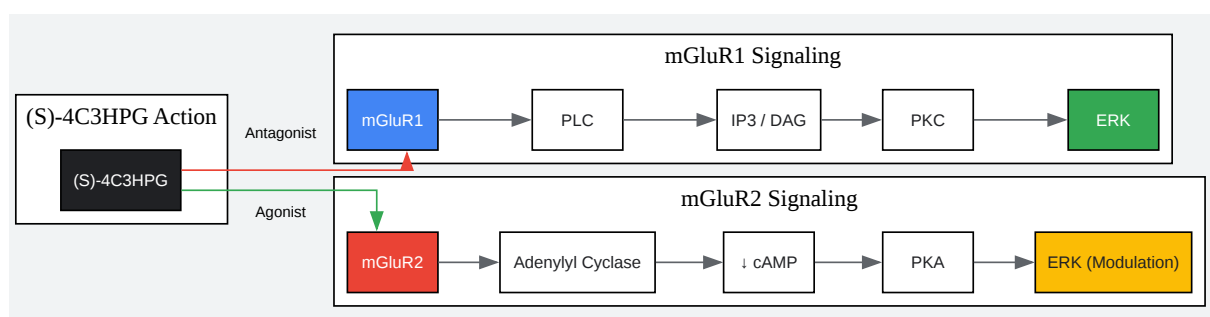 (S)-4C3HPG Action
(S)-4C3HPG
Antagonist
Agonist
mGluR1 Signaling
mGluR1
PLC
IP3 / DAG
PKC
ERK
mGluR2 Signaling
mGluR2
Adenylyl Cyclase
↓ cAMP
PKA
ERK (Modulation)